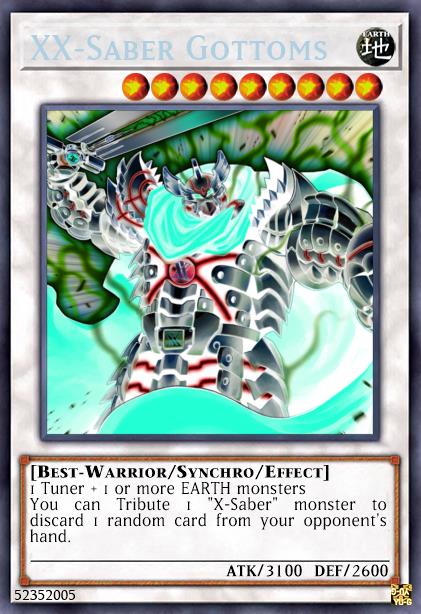 XX-Saber Gottoms
EARTH
地
[Best-Warrior/Synchro/Effect]
1 Tuner + 1 or more EARTH monsters
You can Tribute 1 "X-Saber" monster to
discard 1 random card from your opponent's
hand.
ATK/3100 DEF/2600
52352005